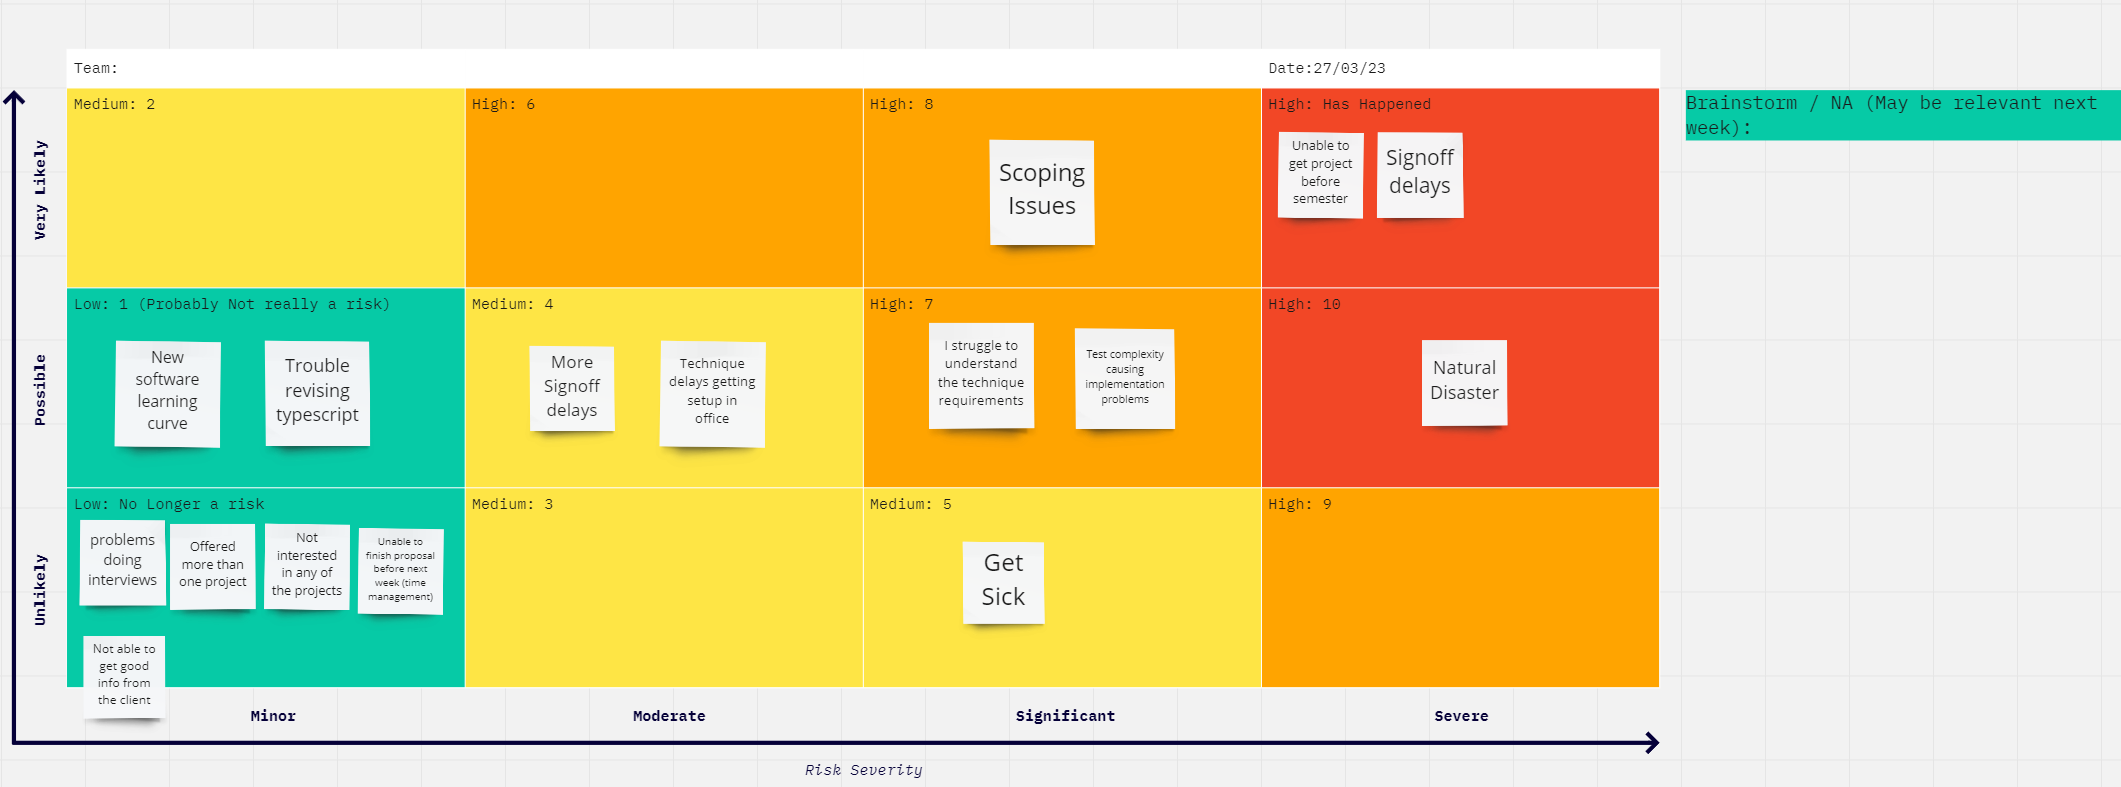 Team:
Date:27/03/23
Brainstorm / NA (May be relevant next
week):
Very Likely
Medium: 2
High: 6
High: 8
Scoping
Issues
High: Has Happened
Unable to
get project
before
semester
Signoff
delays
Possible
Low: 1 (Probably Not really a risk)
New
software
learning
curve
Trouble
revising
typescript
Medium: 4
More
Signoff
delays
Technique
delays getting
setup in
office
High: 7
I struggle to
understand
the technique
requirements
Test complexity
causing
implementation
problems
High: 10
Natural
Disaster
Unlikely
Low: No Longer a risk
problems
doing
interviews
Offered
more than
one project
Not
interested
in any of
the projects
Unable to
finish proposal
before next
week (time
management)
Not able to
get good
info from
the client
Medium: 3
Medium: 5
Get
Sick
High: 9
Minor
Moderate
Significant
Severe
Risk Severity